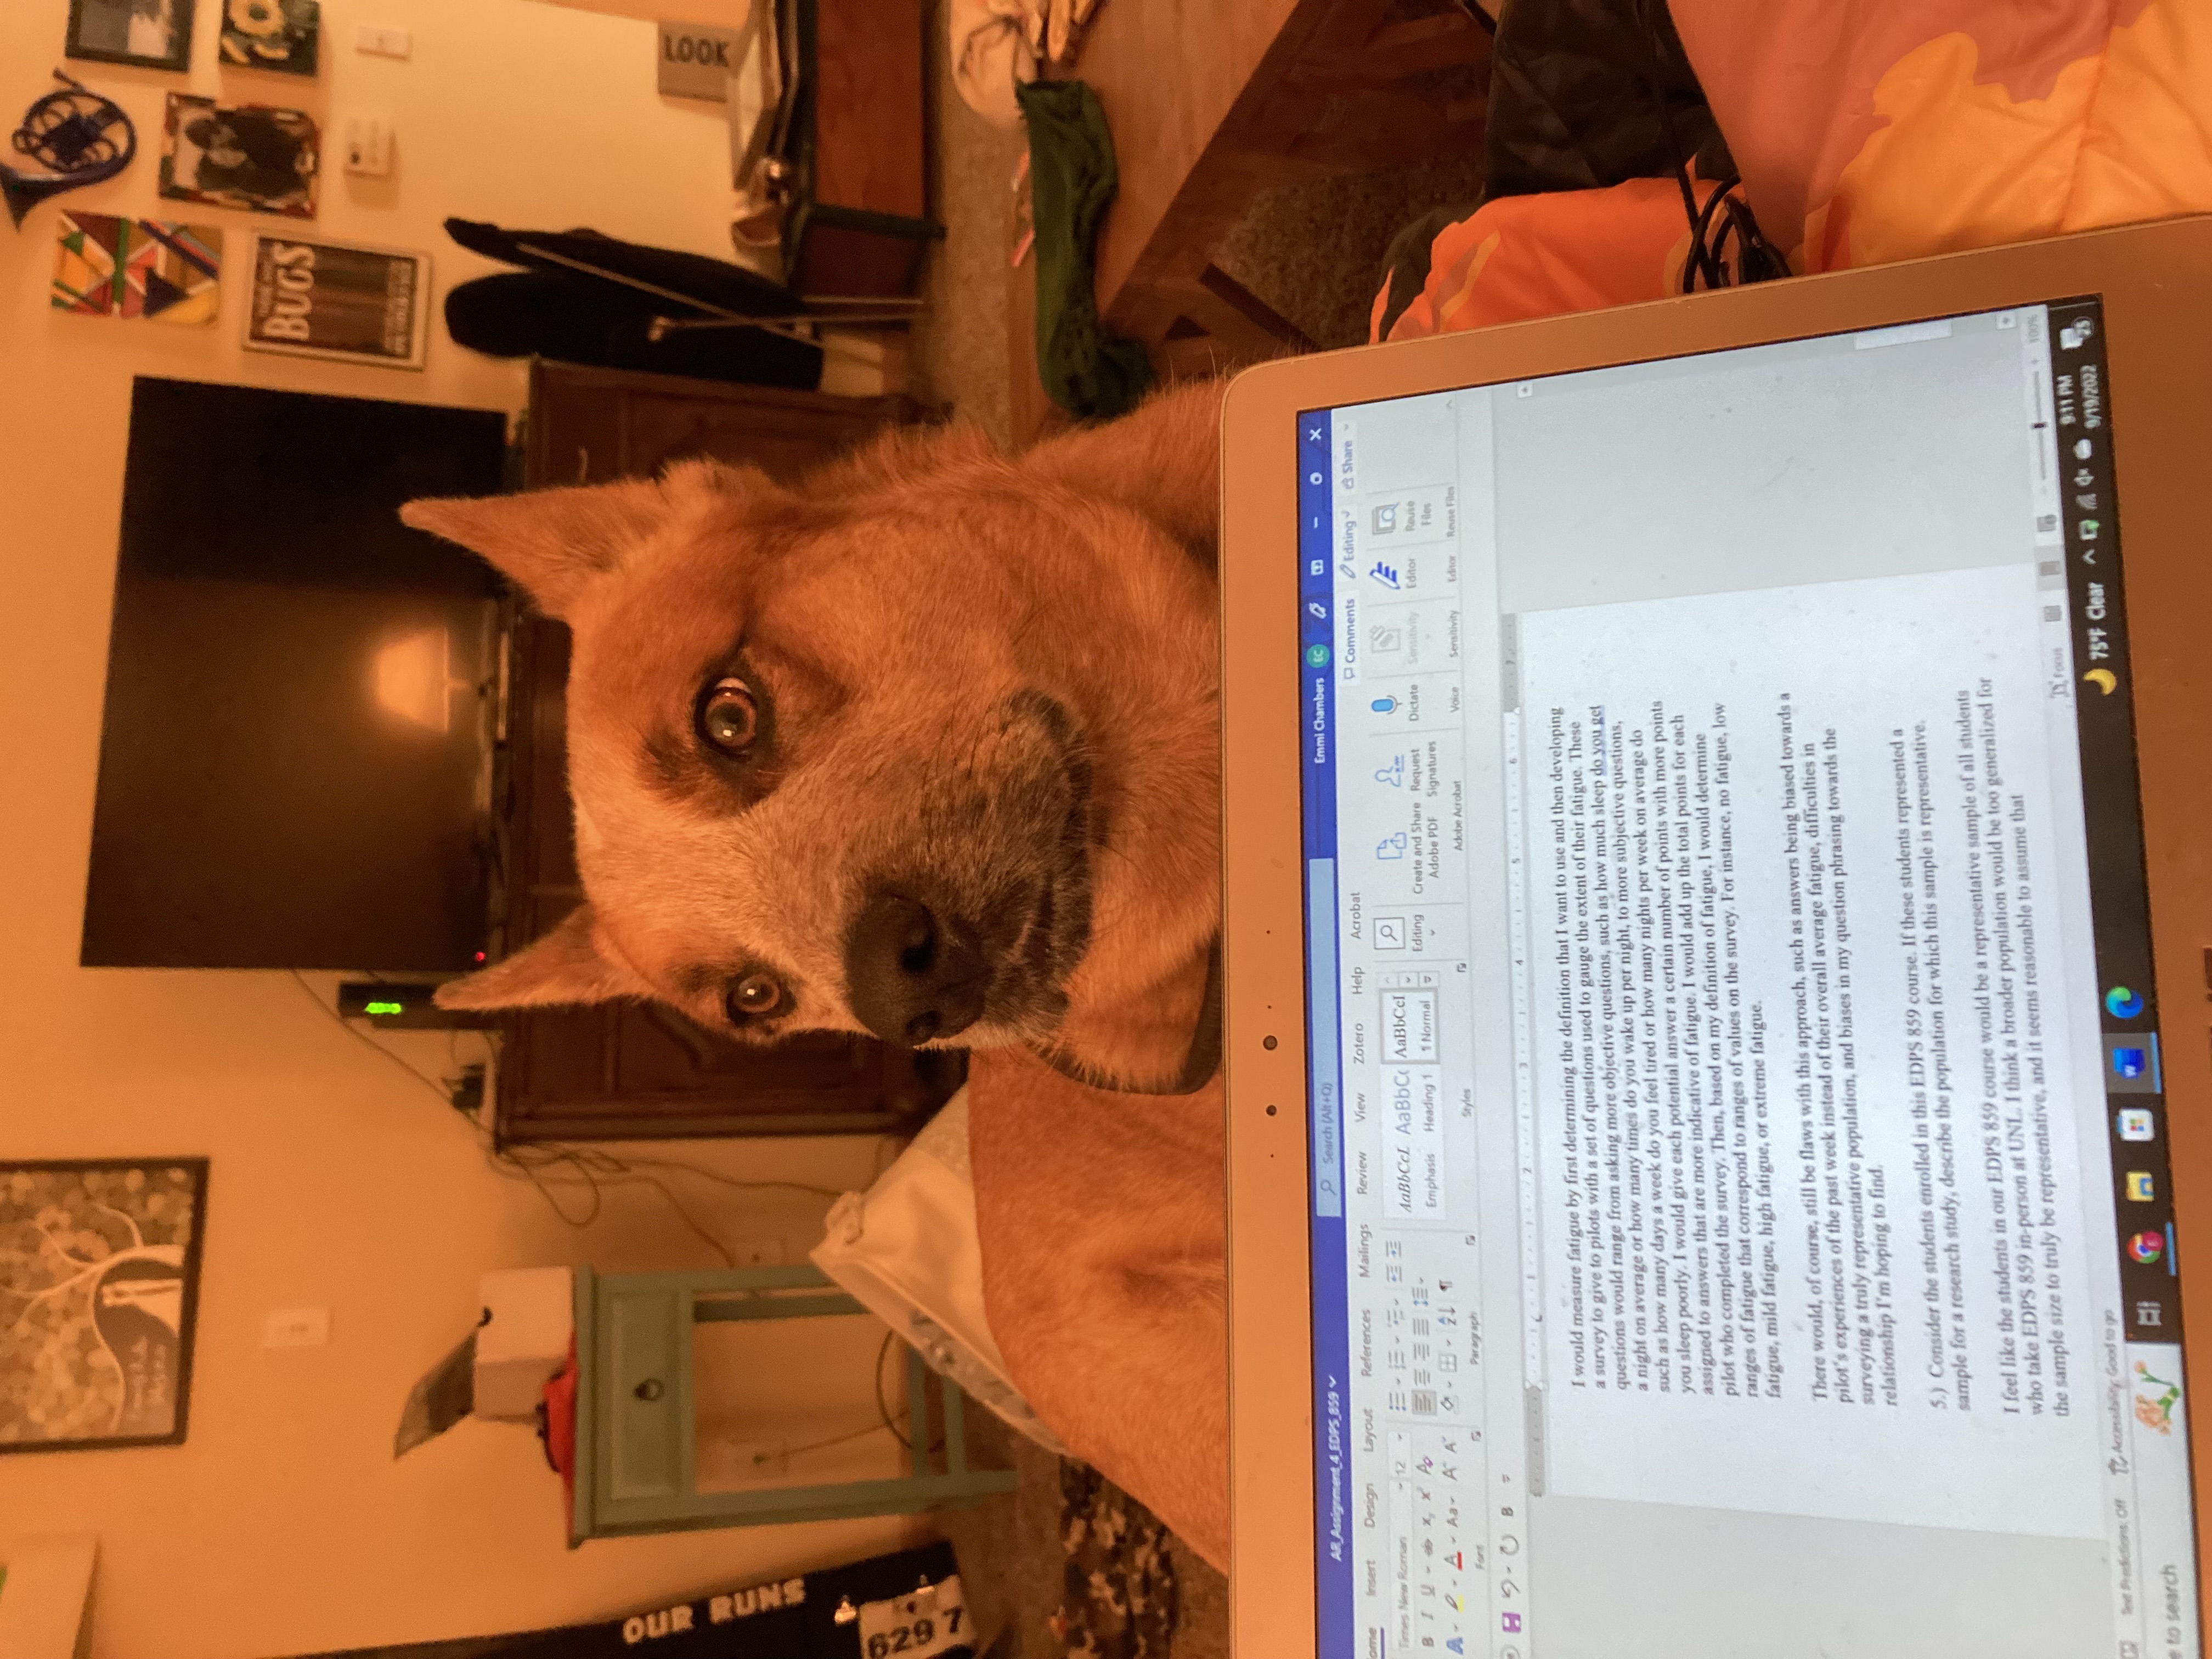 BUGS
LOOK
OUR RUNS
6297
AR_Assignment_4_EDPS_859
Search (Alt+Q)
Emmi Chambers
EC
ome Insert Design Layout References Mailings Review View Zotero Help Acrobat
Comments Editing Share
Times New Roman 12
AaBbCcL AaBbCc AaBbCcI
Emphasis Heading 1 ¶ Normal
Editing
Create and Share Adobe PDF
Request Signatures
Dictate
Sensitivity
Editor
Reuse Files
Font Paragraph Styles Adobe Acrobat Voice Sensitivity Editor Reuse Files
1 2 3 4 5 6 7
I would measure fatigue by first determining the definition that I want to use and then developing
a survey to give to pilots with a set of questions used to gauge the extent of their fatigue. These
questions would range from asking more objective questions, such as how much sleep do you get
a night on average or how many times do you wake up per night, to more subjective questions,
such as how many days a week do you feel tired or how many nights per week on average do
you sleep poorly. I would give each potential answer a certain number of points with more points
assigned to answers that are more indicative of fatigue. I would add up the total points for each
pilot who completed the survey. Then, based on my definition of fatigue, I would determine
ranges of fatigue that correspond to ranges of values on the survey. For instance, no fatigue, low
fatigue, mild fatigue, high fatigue, or extreme fatigue.
There would, of course, still be flaws with this approach, such as answers being biased towards a
pilot's experiences of the past week instead of their overall average fatigue, difficulties in
surveying a truly representative population, and biases in my question phrasing towards the
relationship I'm hoping to find.
5.) Consider the students enrolled in this EDPS 859 course. If these students represented a
sample for a research study, describe the population for which this sample is representative.
I feel like the students in our EDPS 859 course would be a representative sample of all students
who take EDPS 859 in-person at UNL. I think a broader population would be too generalized for
the sample size to truly be representative, and it seems reasonable to assume that
Text Predictions: Off Accessibility: Good to go Focus 100%
e to search
75°F Clear
9:11 PM
9/19/2022
25